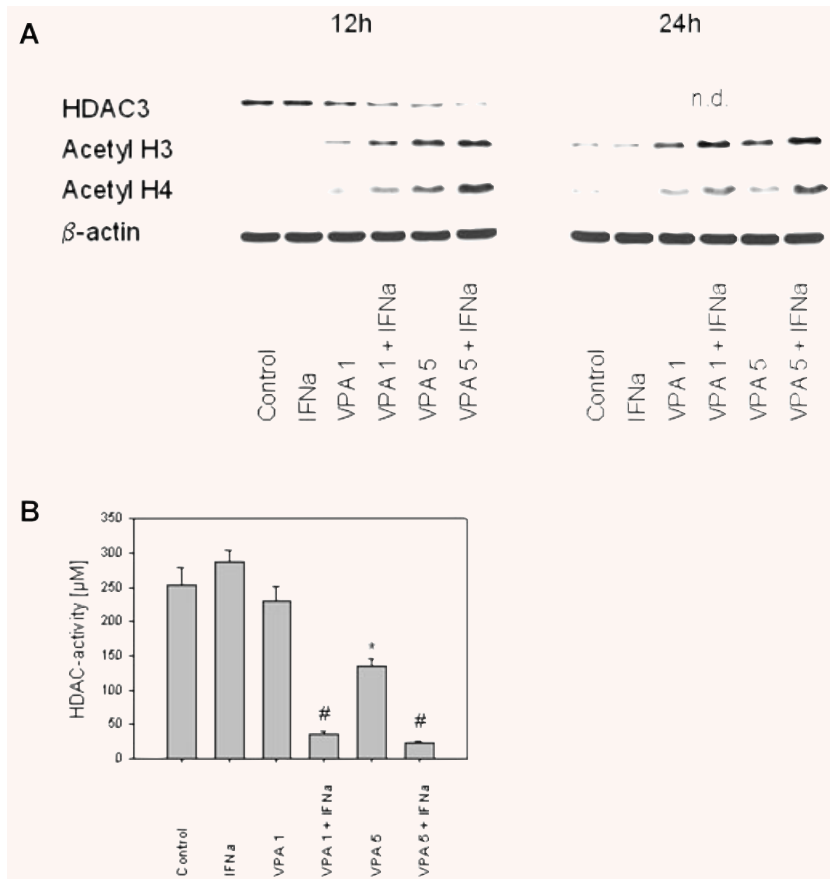 A
12h 24h
HDAC3 n.d.
Acetyl H3
Acetyl H4
β-actin
Control IFNa VPA 1 VPA 1 + IFNa VPA 5 VPA 5 + IFNa Control IFNa VPA 1 VPA 1 + IFNa VPA 5 VPA 5 + IFNa
B
HDAC-activity [µM]
350
300
250
200
150
100
50
0
*
#
#
Control IFNa VPA 1 VPA 1 + IFNa VPA 5 VPA 5 + IFNa